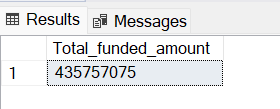 Results Messages
Total_funded_amount
1 435757075